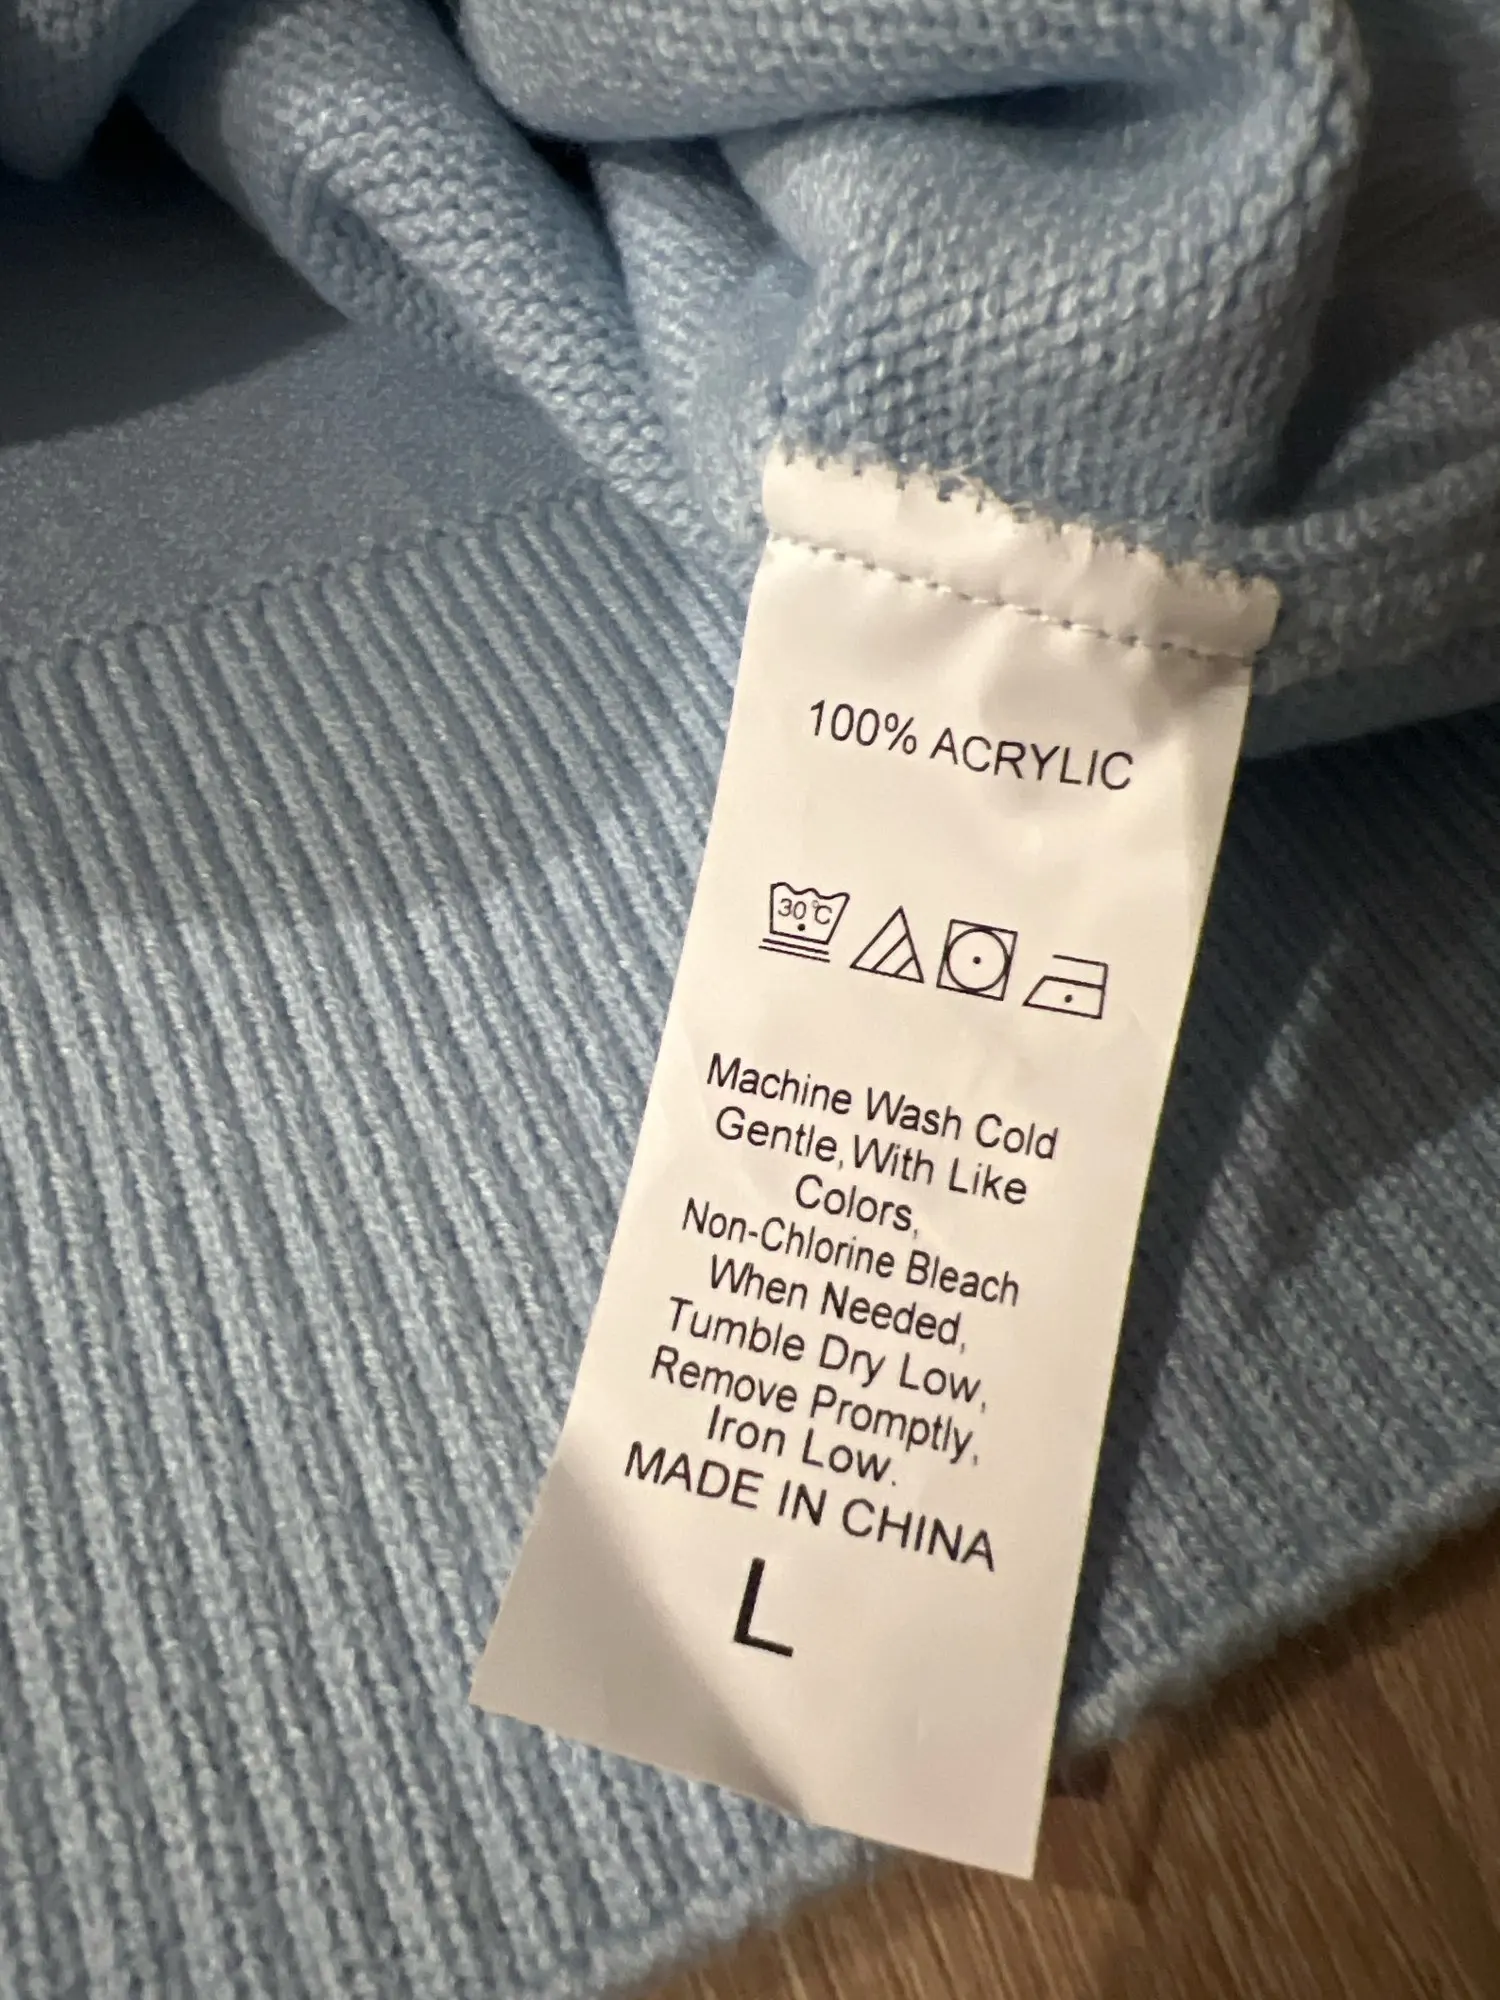 100% ACRYLIC
30°C
Machine Wash Cold
Gentle, With Like
Colors,
Non-Chlorine Bleach
When Needed,
Tumble Dry Low,
Remove Promptly,
Iron Low.
MADE IN CHINA
L